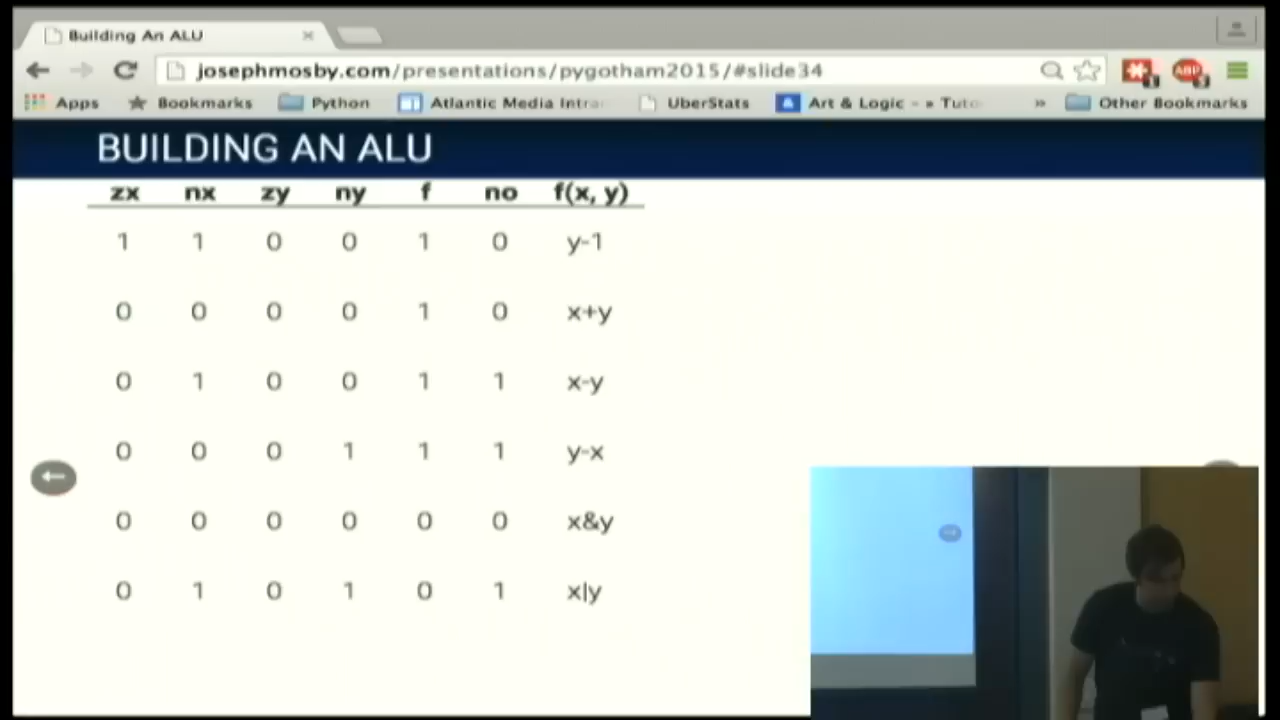 Building An ALU
josephmosby.com/presentations/pygotham2015/#slide34
ABP
Apps Bookmarks Python Atlantic Media Intra UberStats Art & Logic - » Tuto » Other Bookmarks
BUILDING AN ALU
zx nx zy ny f no f(x, y)
1 1 0 0 1 0 y-1
0 0 0 0 1 0 x+y
0 1 0 0 1 1 x-y
0 0 0 1 1 1 y-x
0 0 0 0 0 0 x&y
0 1 0 1 0 1 x|y